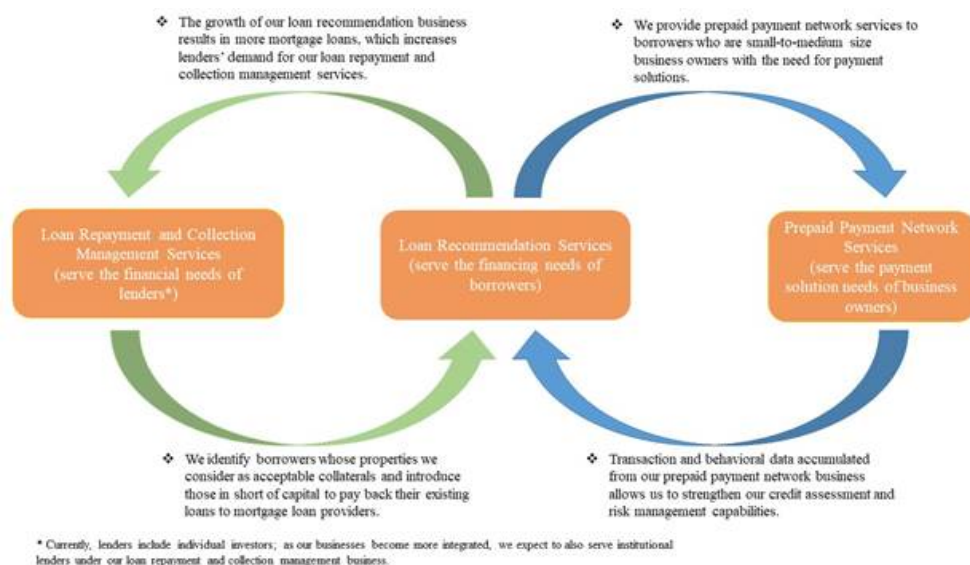 ❖ The growth of our loan recommendation business
results in more mortgage loans, which increases
lenders' demand for our loan repayment and
collection management services.
❖ We provide prepaid payment network services to
borrowers who are small-to-medium size
business owners with the need for payment
solutions.
Loan Repayment and Collection
Management Services
(serve the financial needs of
lenders*)
Loan Recommendation Services
(serve the financing needs of
borrowers)
Prepaid Payment Network
Services
(serve the payment
solution needs of business
owners)
❖ We identify borrowers whose properties we
consider as acceptable collaterals and introduce
those in short of capital to pay back their existing
loans to mortgage loan providers.
❖ Transaction and behavioral data accumulated
from our prepaid payment network business
allows us to strengthen our credit assessment and
risk management capabilities.
* Currently, lenders include individual investors; as our businesses become more integrated, we expect to also serve institutional
lenders under our loan repayment and collection management business.